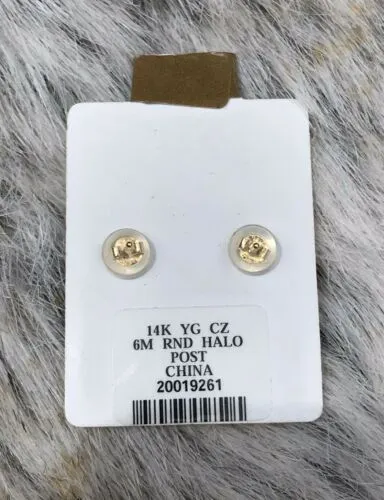 14K YG CZ
6M RND HALO
POST
CHINA
20019261